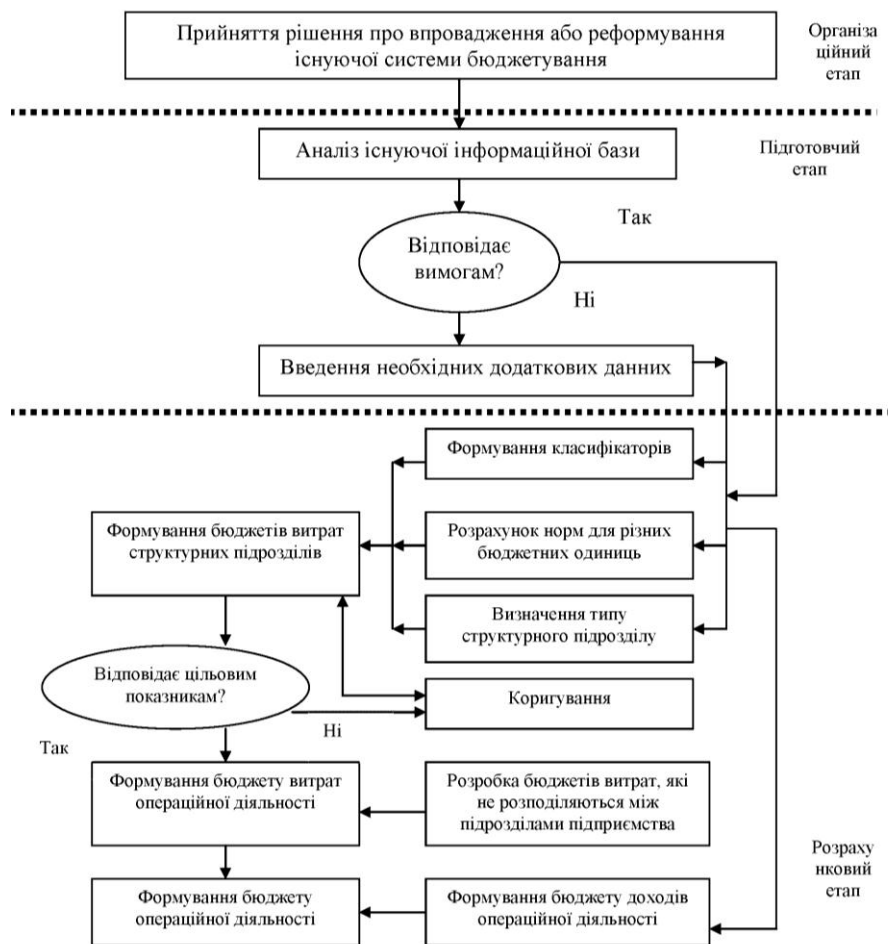 Прийняття рішення про впровадження або реформування
існуючої системи бюджетування
Організа
ційний
етап
Аналіз існуючої інформаційної бази
Підготовчий
етап
Так
Відповідає
вимогам?
Ні
Введення необхідних додаткових данних
Формування класифікаторів
Формування бюджетів витрат
структурних підрозділів
Розрахунок норм для різних
бюджетних одиниць
Визначення типу
структурного підрозділу
Відповідає цільовим
показникам?
Коригування
Ні
Так
Формування бюджету витрат
операційної діяльності
Розробка бюджетів витрат, які
не розподіляються між
підрозділами підприємства
Розраху
нковий
етап
Формування бюджету
операційної діяльності
Формування бюджету доходів
операційної діяльності